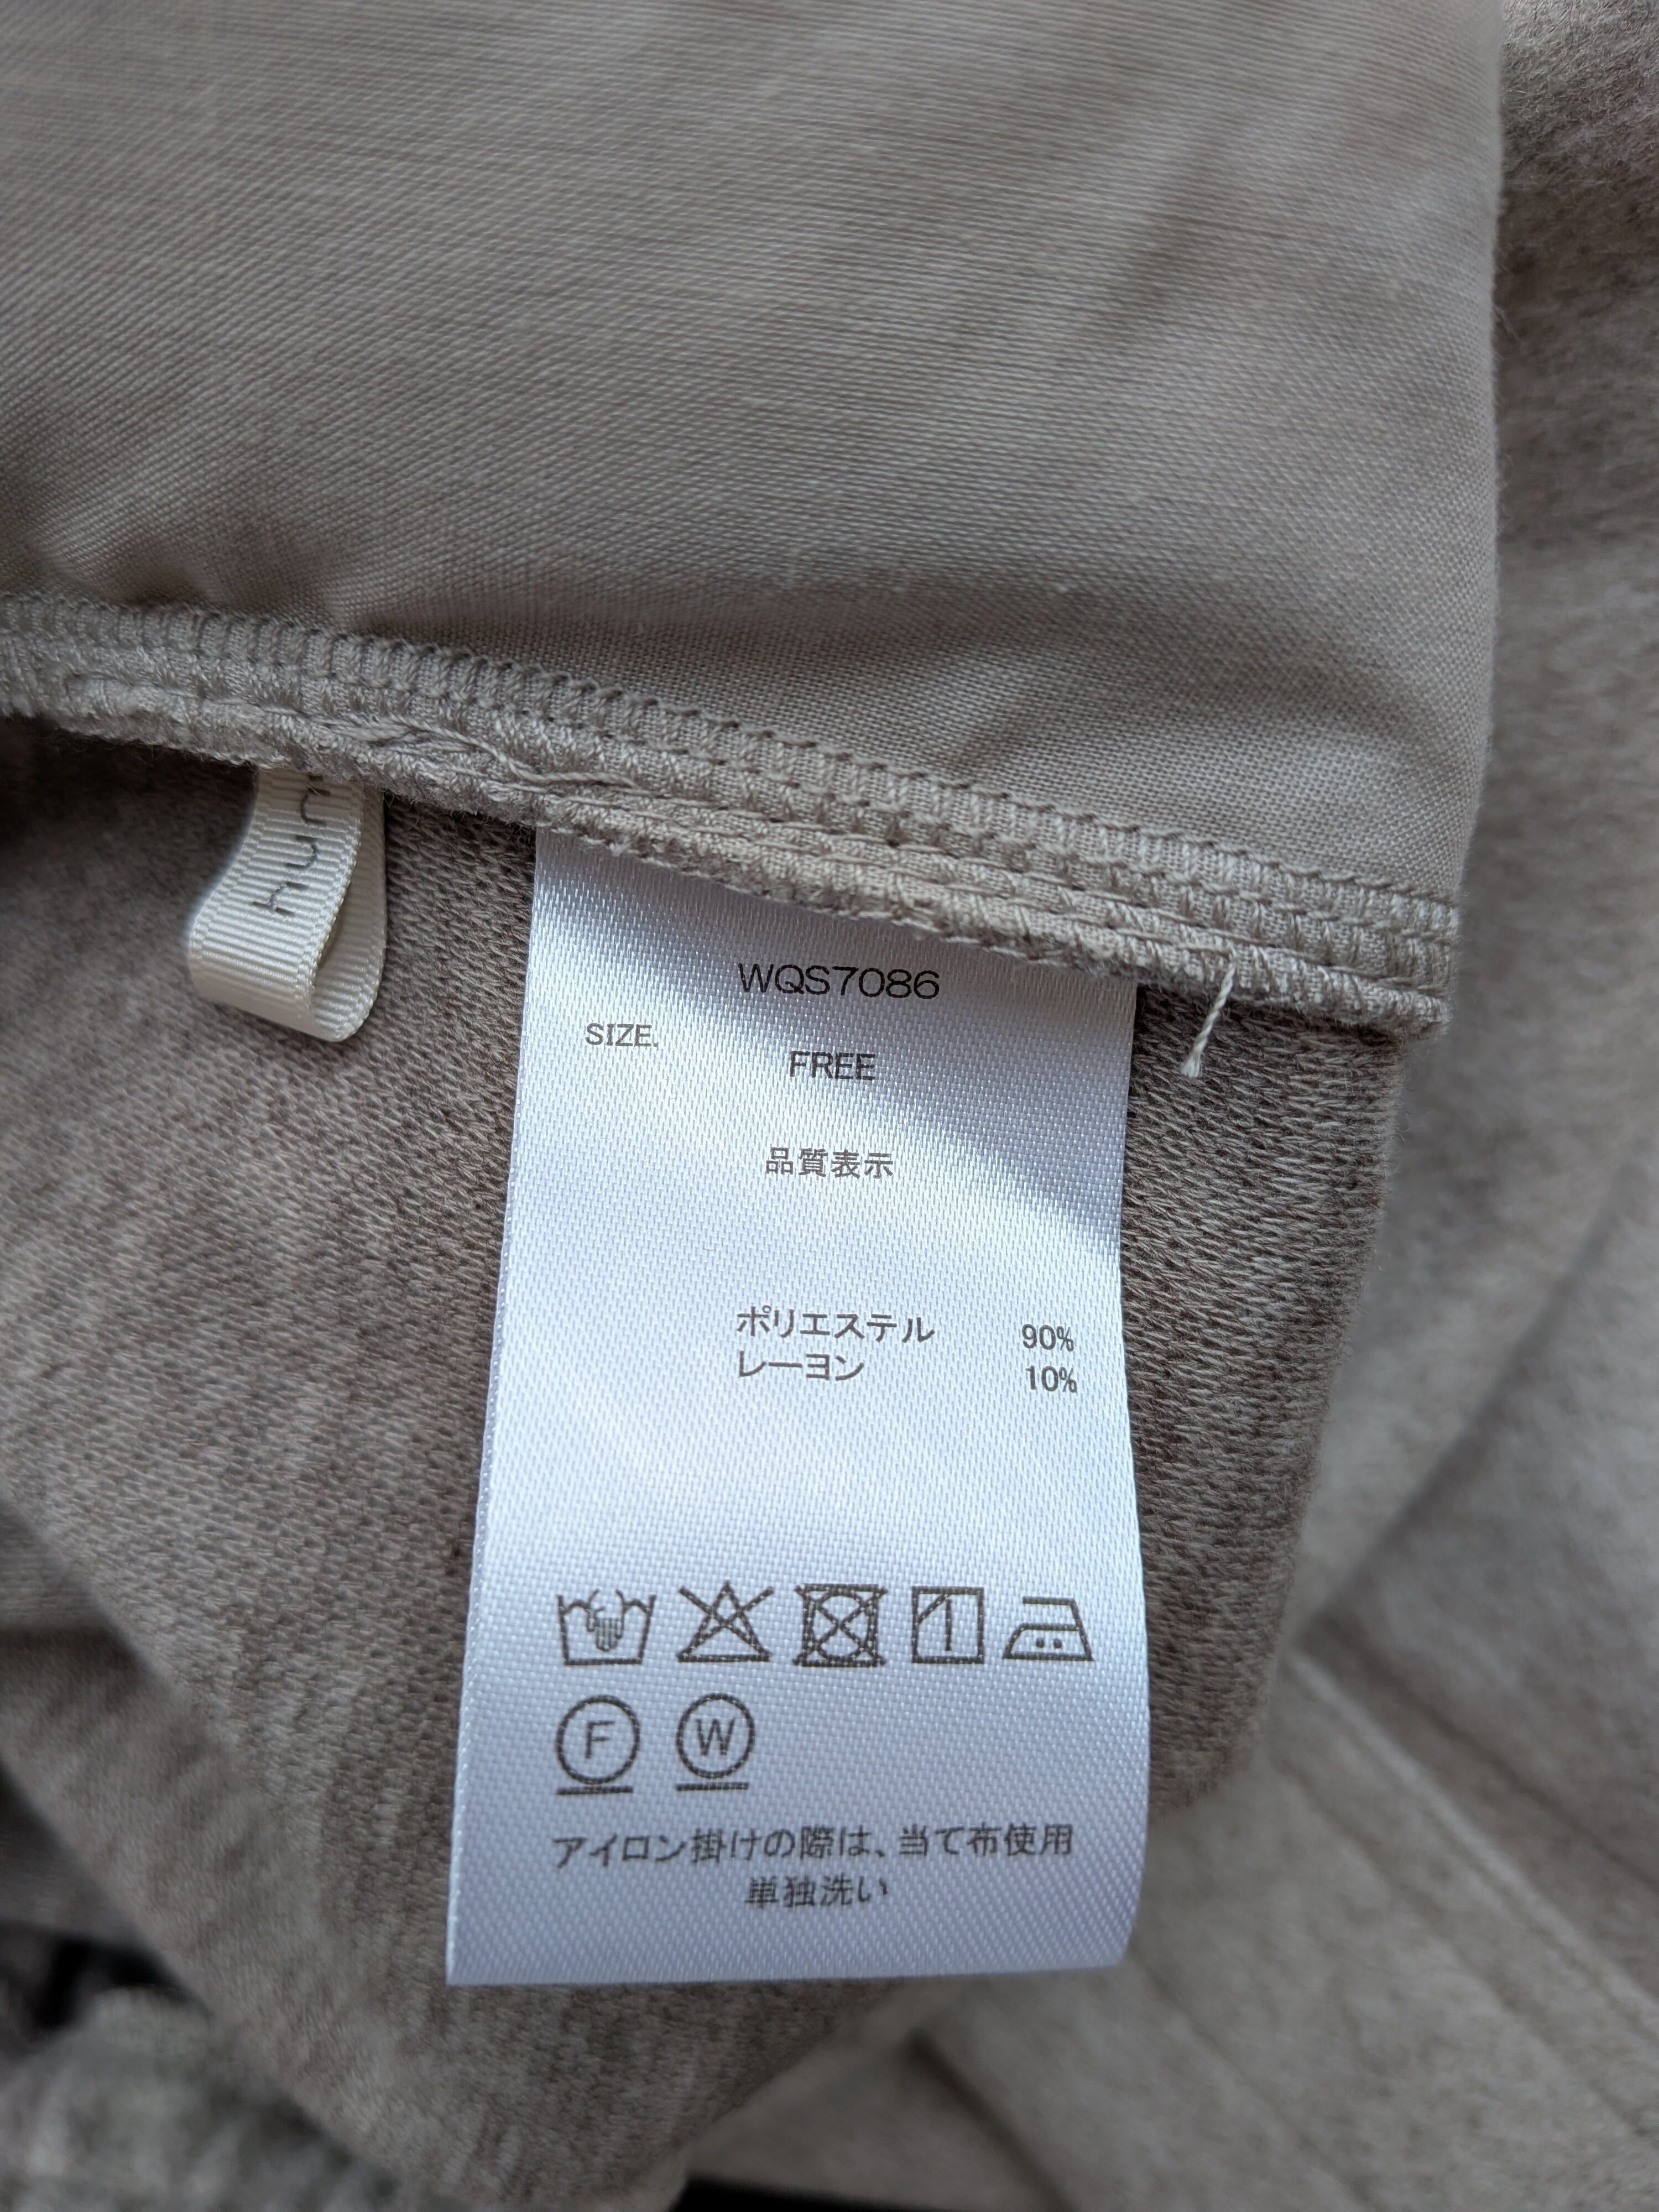 WQS7086
SIZE.
FREE
品質表示
ポリエステル 90%
レーヨン 10%
F W
アイロン掛けの際は、当て布使用
単独洗い